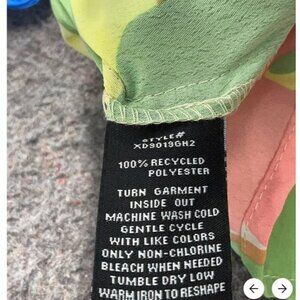 STYLE#
XD9019GH2
100% RECYCLED
POLYESTER
TURN GARMENT
INSIDE OUT
MACHINE WASH COLD
GENTLE CYCLE
WITH LIKE COLORS
ONLY NON-CHLORINE
BLEACH WHEN NEEDED
TUMBLE DRY LOW
WARM IRON TO RESHAPE